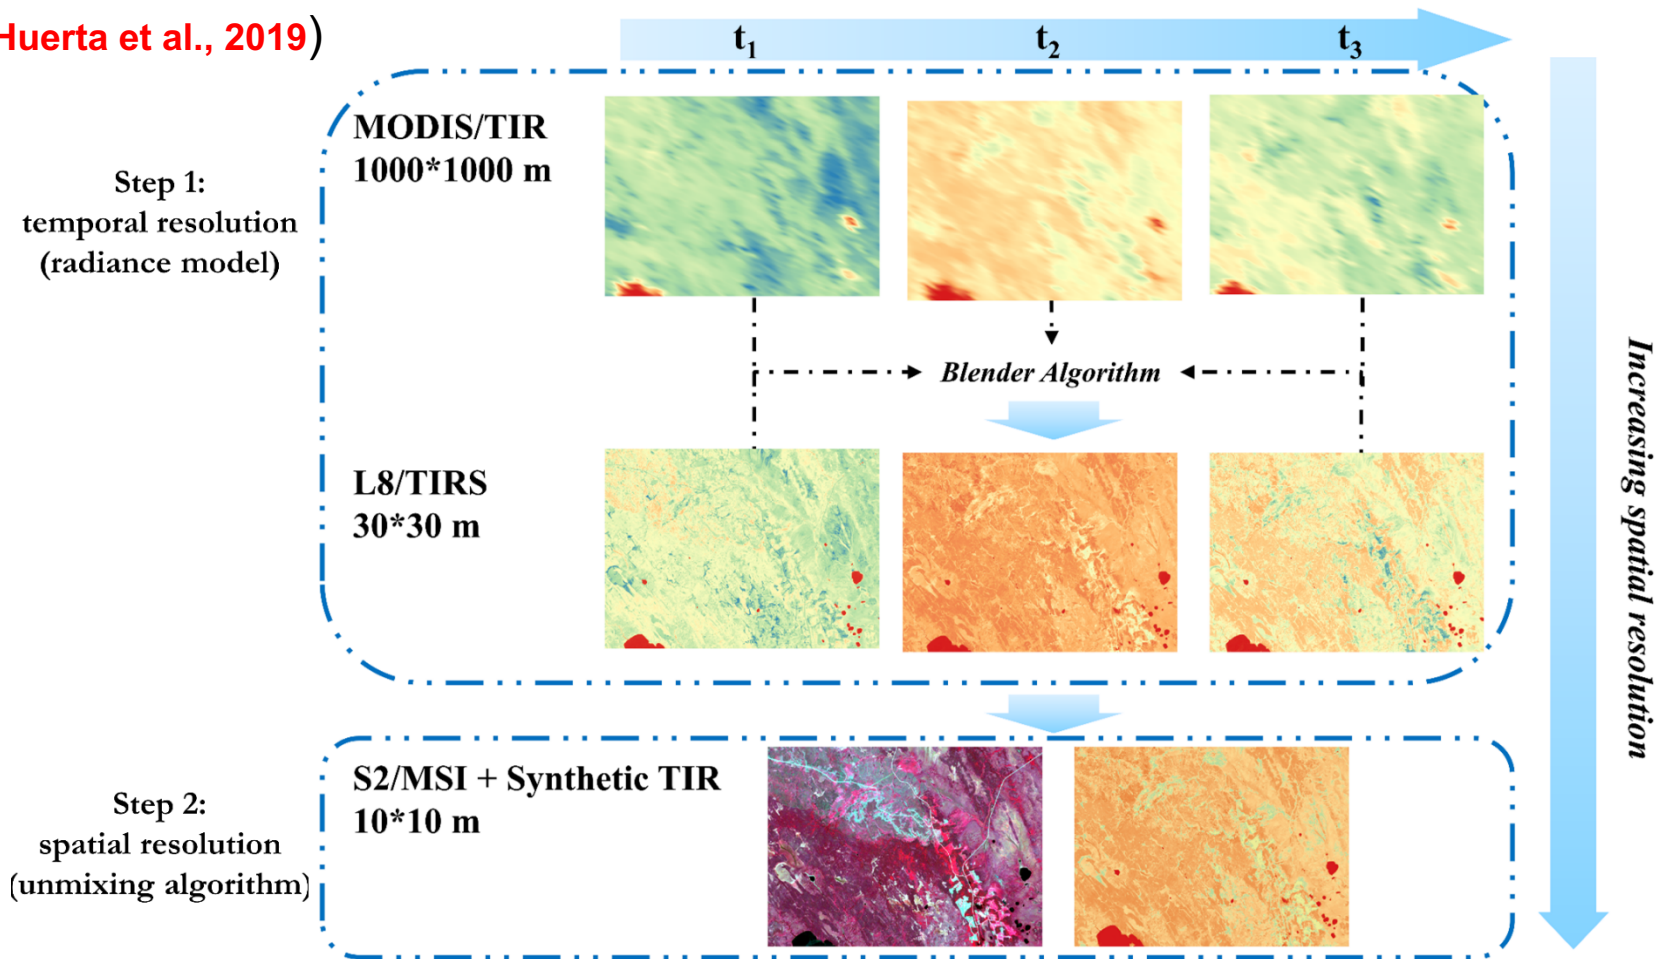 Huerta et al., 2019)
t₁ t₂ t₃
MODIS/TIR
1000*1000 m
Step 1:
temporal resolution
(radiance model)
Blender Algorithm
L8/TIRS
30*30 m
Increasing spatial resolution
Step 2:
spatial resolution
(unmixing algorithm)
S2/MSI + Synthetic TIR
10*10 m